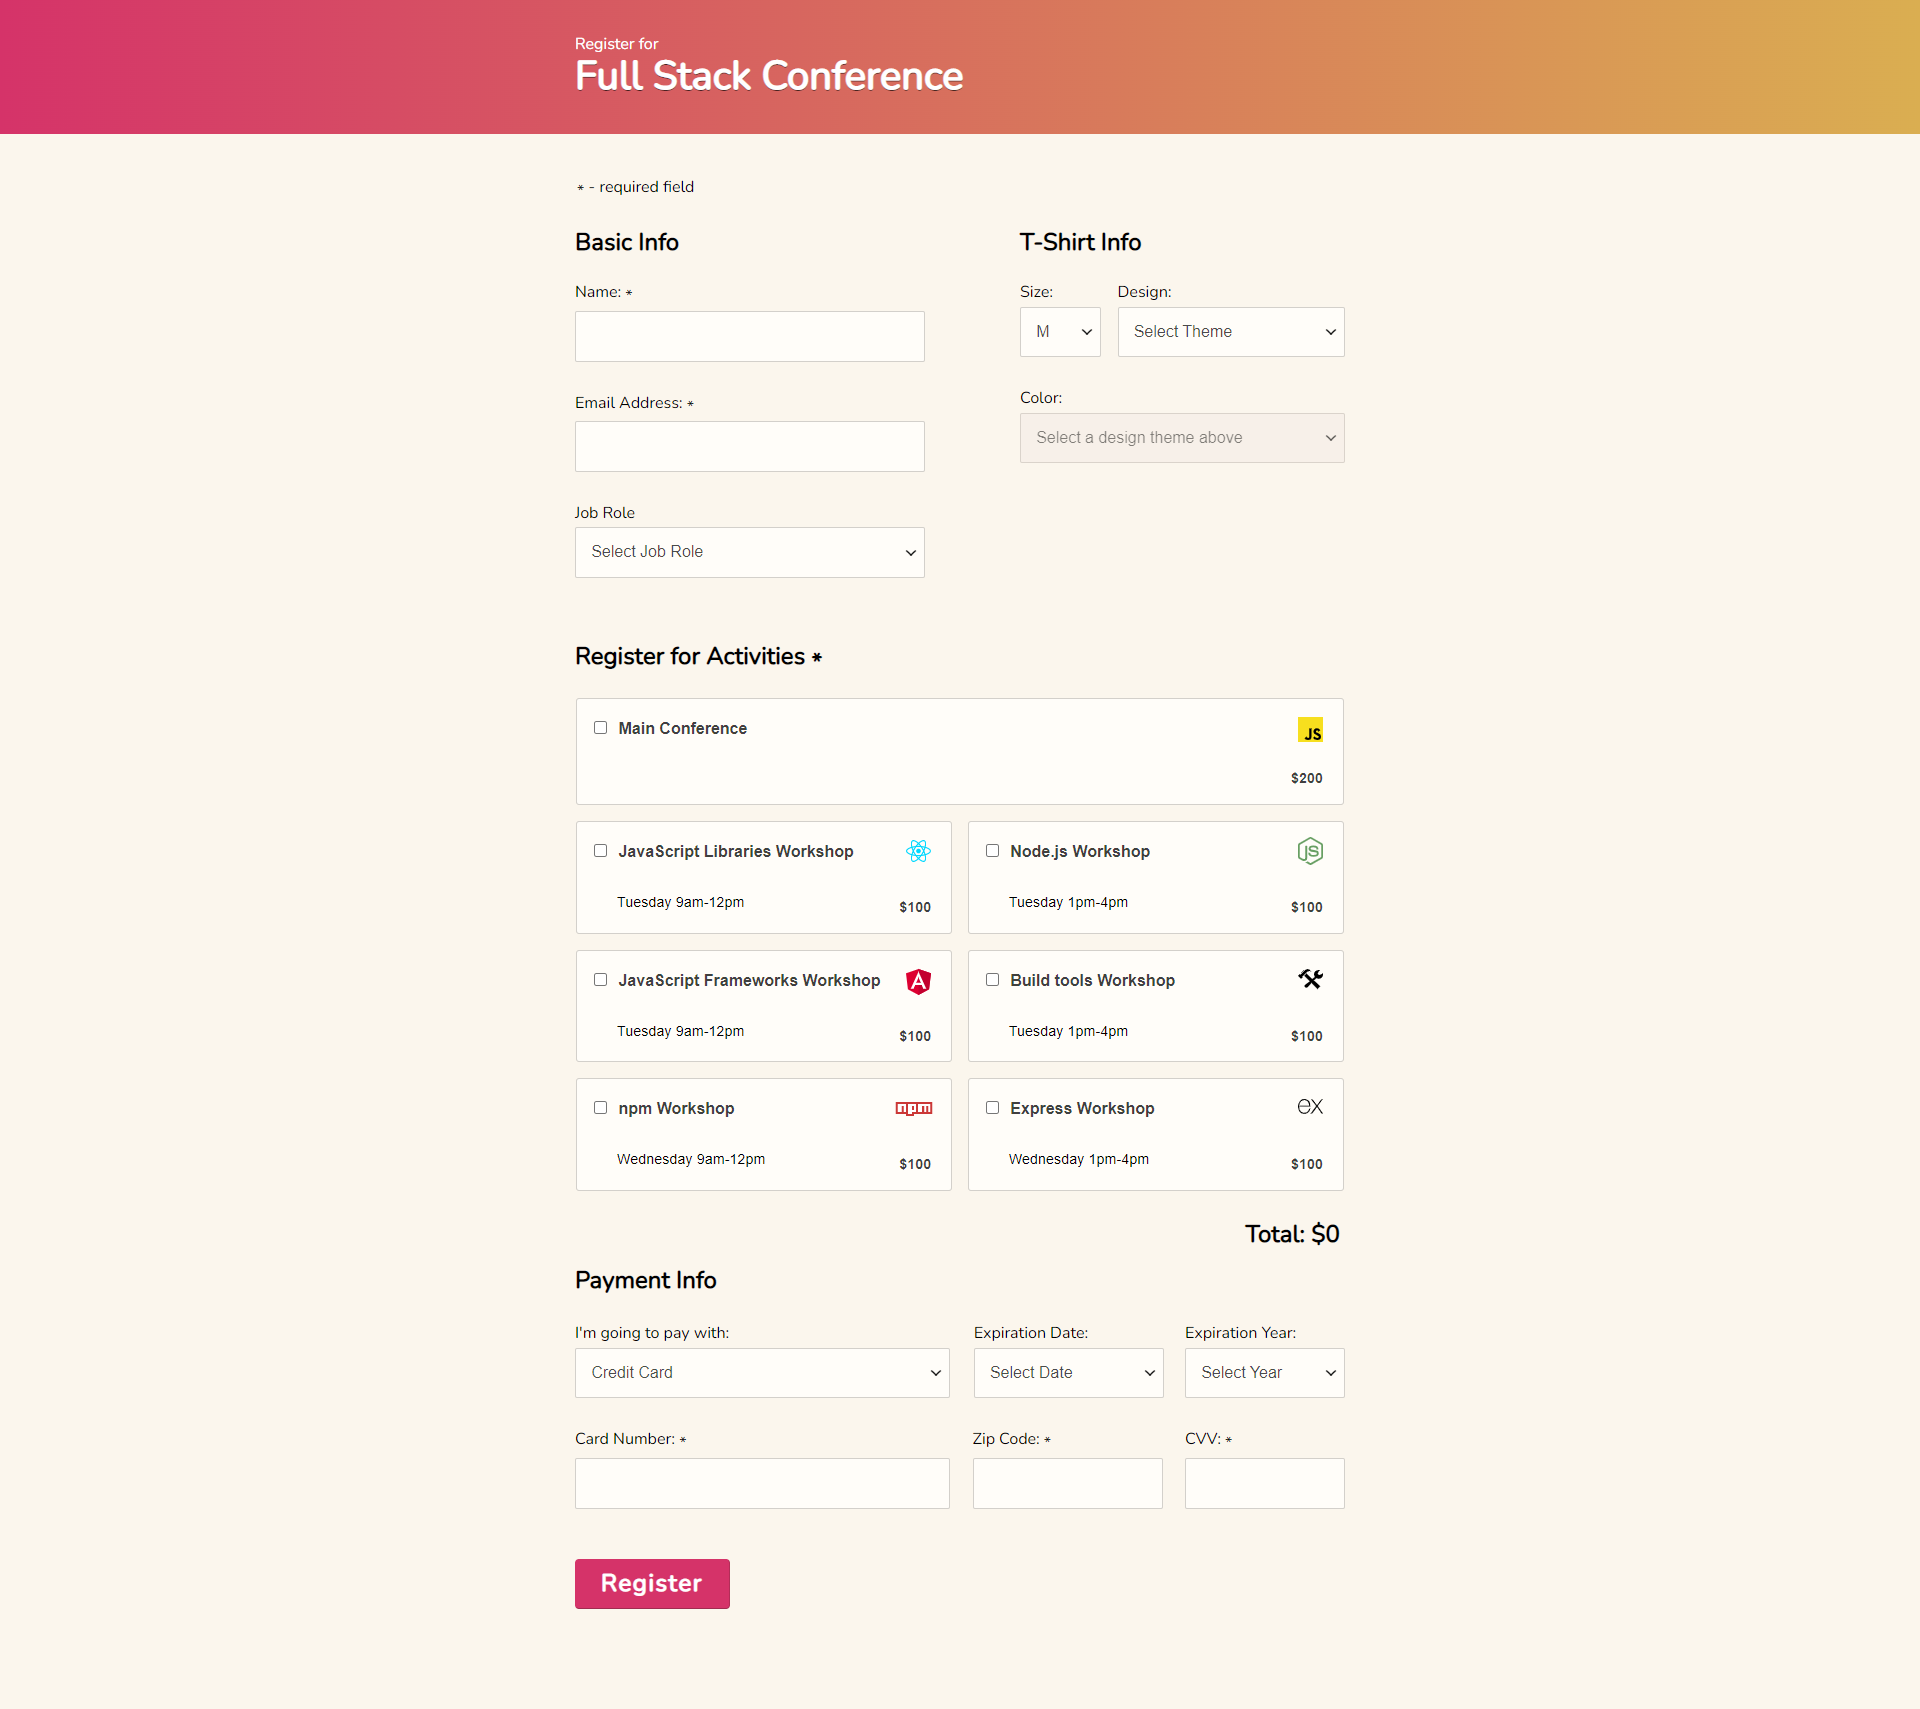 Register for
Full Stack Conference
* - required field
Basic Info
Name: *
Email Address: *
Job Role
Select Job Role
T-Shirt Info
Size:
Design:
M
Select Theme
Color:
Select a design theme above
Register for Activities *
Main Conference
JS
$200
JavaScript Libraries Workshop
Tuesday 9am-12pm
$100
Node.js Workshop
JS
Tuesday 1pm-4pm
$100
JavaScript Frameworks Workshop
A
Tuesday 9am-12pm
$100
Build tools Workshop
Tuesday 1pm-4pm
$100
npm Workshop
npm
Wednesday 9am-12pm
$100
Express Workshop
ex
Wednesday 1pm-4pm
$100
Total: $0
Payment Info
I'm going to pay with:
Credit Card
Expiration Date:
Select Date
Expiration Year:
Select Year
Card Number: *
Zip Code: *
CVV: *
Register